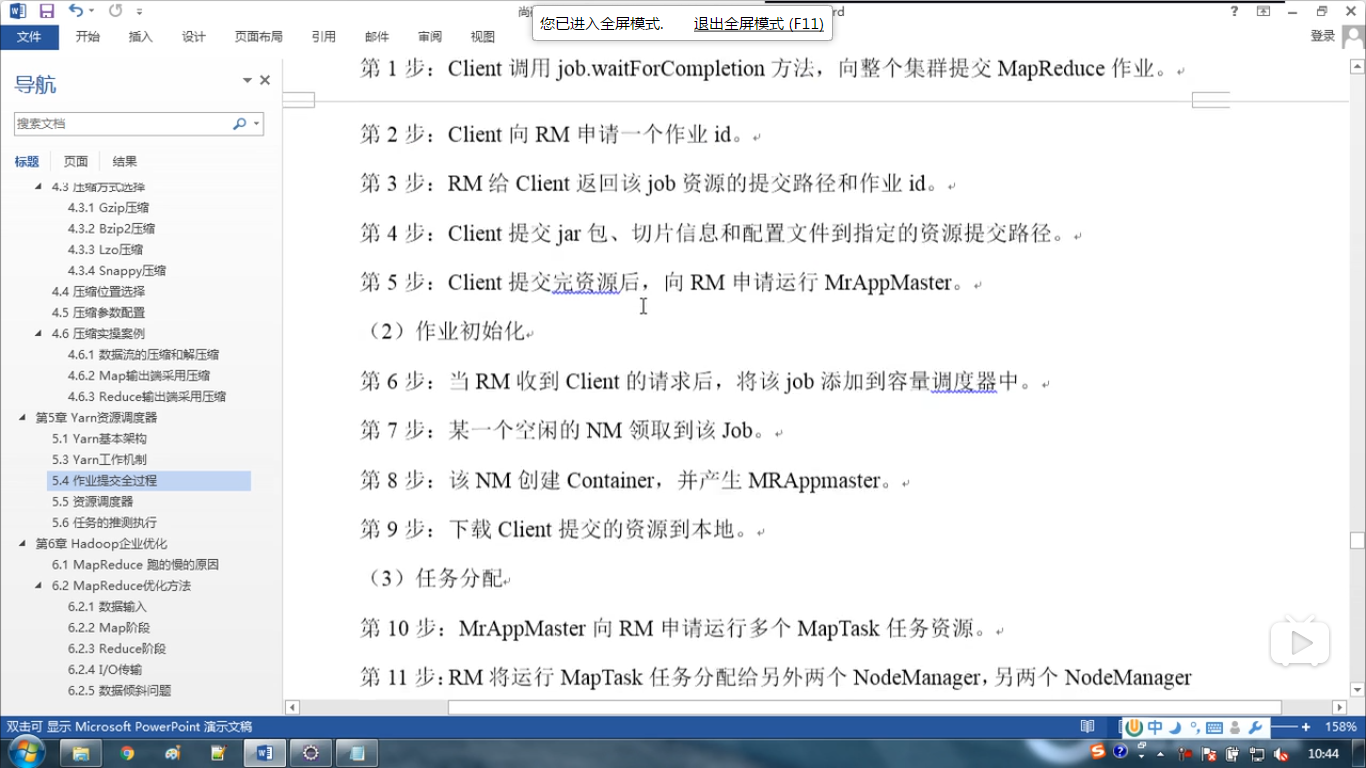 您已进入全屏模式. 退出全屏模式 (F11)
登录
文件 开始 插入 设计 页面布局 引用 邮件 审阅 视图
导航
搜索文档
标题 页面 结果
4.3 压缩方式选择
4.3.1 Gzip压缩
4.3.2 Bzip2压缩
4.3.3 Lzo压缩
4.3.4 Snappy压缩
4.4 压缩位置选择
4.5 压缩参数配置
4.6 压缩实操案例
4.6.1 数据流的压缩和解压缩
4.6.2 Map输出端采用压缩
4.6.3 Reduce输出端采用压缩
第5章 Yarn资源调度器
5.1 Yarn基本架构
5.3 Yarn工作机制
5.4 作业提交全过程
5.5 资源调度器
5.6 任务的推测执行
第6章 Hadoop企业优化
6.1 MapReduce 跑的慢的原因
6.2 MapReduce优化方法
6.2.1 数据输入
6.2.2 Map阶段
6.2.3 Reduce阶段
6.2.4 I/O传输
6.2.5 数据倾斜问题
第 1 步：Client 调用 job.waitForCompletion 方法，向整个集群提交 MapReduce 作业。
第 2 步：Client 向 RM 申请一个作业 id。
第 3 步：RM 给 Client 返回该 job 资源的提交路径和作业 id。
第 4 步：Client 提交 jar 包、切片信息和配置文件到指定的资源提交路径。
第 5 步：Client 提交完资源后，向 RM 申请运行 MrAppMaster。
（2）作业初始化
第 6 步：当 RM 收到 Client 的请求后，将该 job 添加到容量调度器中。
第 7 步：某一个空闲的 NM 领取到该 Job。
第 8 步：该 NM 创建 Container，并产生 MRAppmaster。
第 9 步：下载 Client 提交的资源到本地。
（3）任务分配
第 10 步：MrAppMaster 向 RM 申请运行多个 MapTask 任务资源。
第 11 步：RM 将运行 MapTask 任务分配给另外两个 NodeManager，另两个 NodeManager
双击可 显示 Microsoft PowerPoint 演示文稿
中
158%
10:44